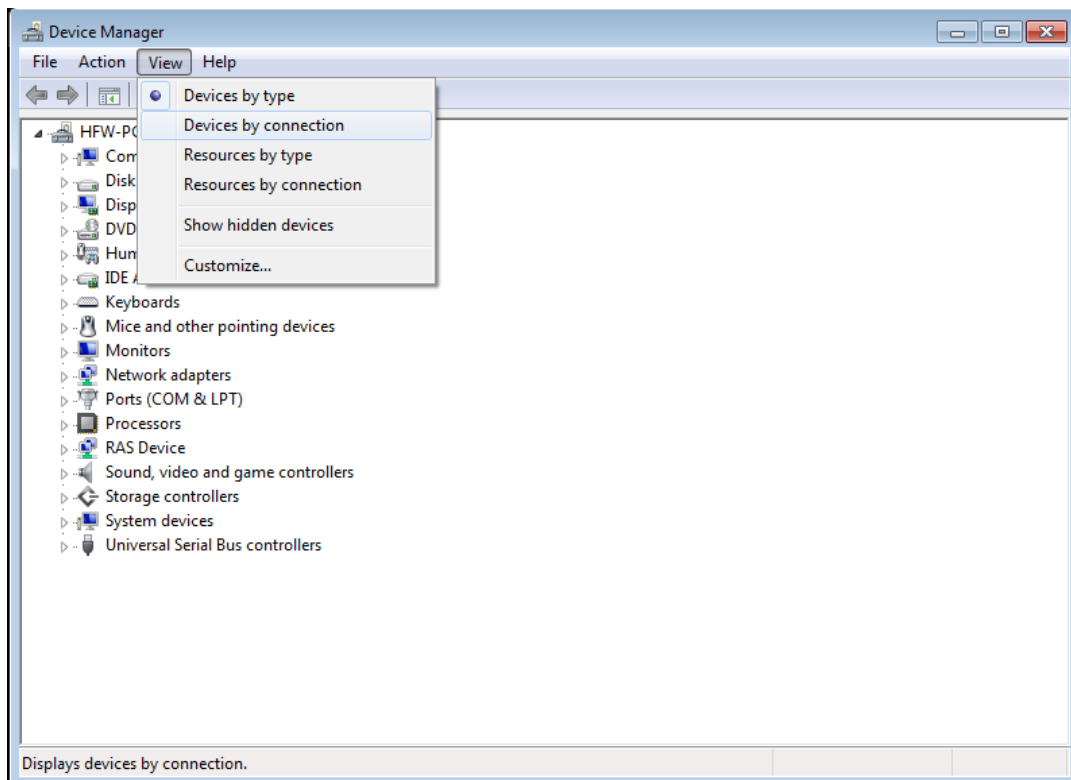 Device Manager
File Action View Help
Devices by type
Devices by connection
Resources by type
Resources by connection
Show hidden devices
Customize...
HFW-PC
Com
Disk
Disp
DVD
Hum
IDE A
Keyboards
Mice and other pointing devices
Monitors
Network adapters
Ports (COM & LPT)
Processors
RAS Device
Sound, video and game controllers
Storage controllers
System devices
Universal Serial Bus controllers
Displays devices by connection.